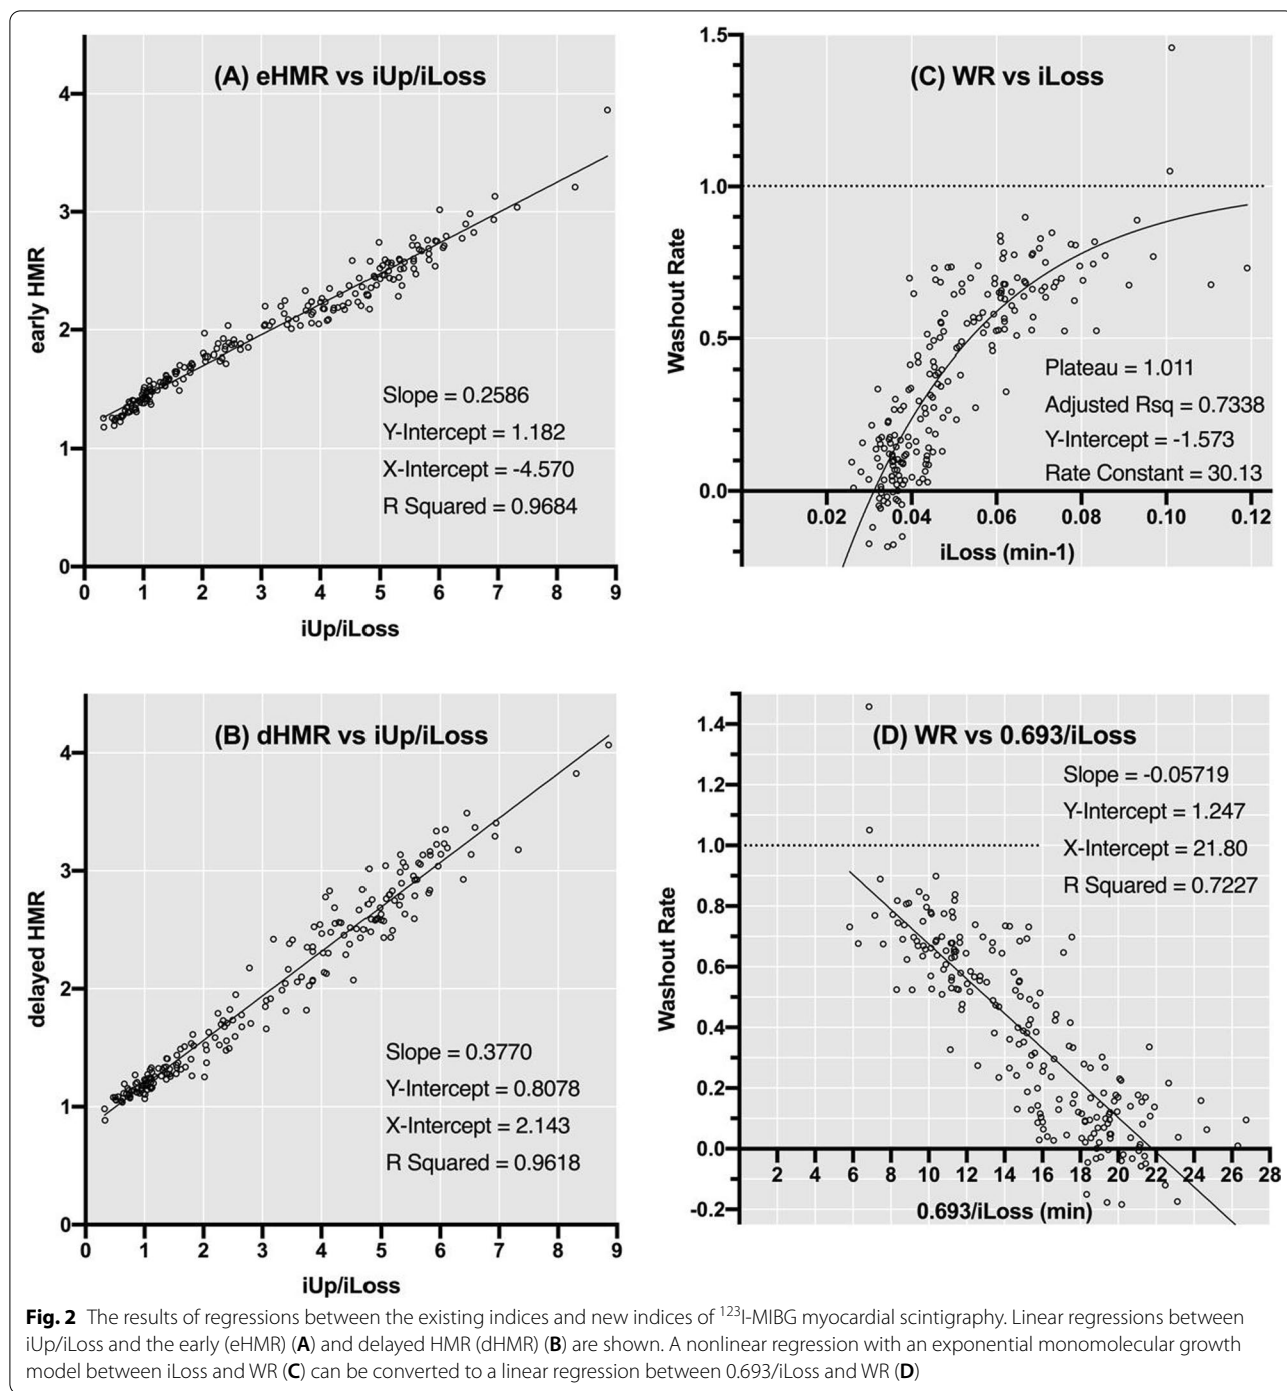 (A) eHMR vs iUp/iLoss
4
3
2
1
0
early HMR
Slope = 0.2586
Y-Intercept = 1.182
X-Intercept = -4.570
R Squared = 0.9684
0 1 2 3 4 5 6 7 8 9
iUp/iLoss
(C) WR vs iLoss
1.5
1.0
0.5
0.0
Washout Rate
Plateau = 1.011
Adjusted Rsq = 0.7338
Y-Intercept = -1.573
Rate Constant = 30.13
0.02 0.04 0.06 0.08 0.10 0.12
iLoss (min-1)
(B) dHMR vs iUp/iLoss
4
3
2
1
0
delayed HMR
Slope = 0.3770
Y-Intercept = 0.8078
X-Intercept = 2.143
R Squared = 0.9618
0 1 2 3 4 5 6 7 8 9
iUp/iLoss
(D) WR vs 0.693/iLoss
1.4
1.2
1.0
0.8
0.6
0.4
0.2
0.0
-0.2
Washout Rate
Slope = -0.05719
Y-Intercept = 1.247
X-Intercept = 21.80
R Squared = 0.7227
2 4 6 8 10 12 14 16 18 20 22 24 26 28
0.693/iLoss (min)
Fig. 2 The results of regressions between the existing indices and new indices of ¹²³I-MIBG myocardial scintigraphy. Linear regressions between
iUp/iLoss and the early (eHMR) (A) and delayed HMR (dHMR) (B) are shown. A nonlinear regression with an exponential monomolecular growth
model between iLoss and WR (C) can be converted to a linear regression between 0.693/iLoss and WR (D)